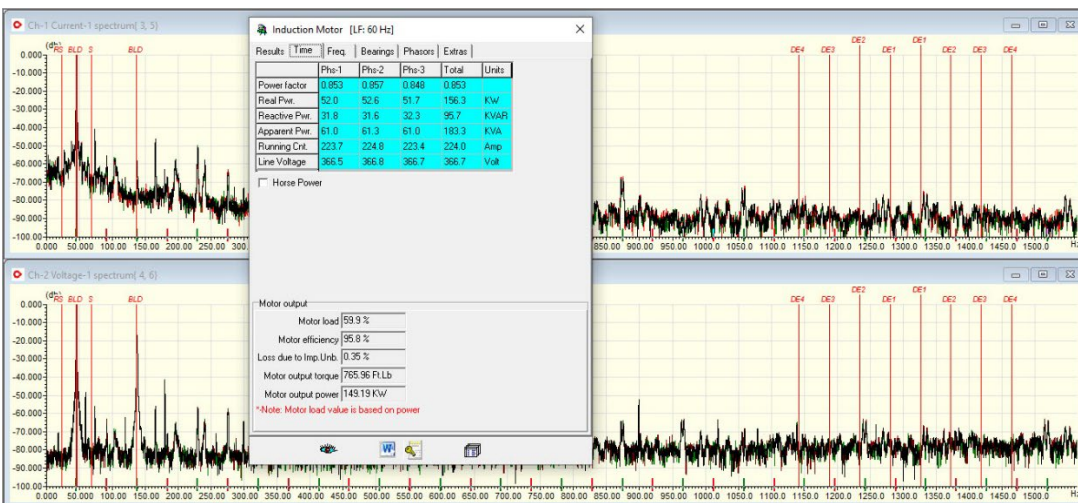 Ch-1 Current-1 spectrum( 3, 5)
(db)
RS BLD S BLD
0.000
-10.000
-20.000
-30.000
-40.000
-50.000
-60.000
-70.000
-80.000
-90.000
-100.00
0.000 50.000 100.00 150.00 200.00 250.00 300.
DE4 DE3 DE2 DE1 DE1 DE2 DE3 DE4
850.00 900.00 950.00 1000.0 1050.0 1100.0 1150.0 1200.0 1250.0 1300.0 1350.0 1400.0 1450.0 1500.0 Hz
Induction Motor [LF: 60 Hz]
Results Time Freq. Bearings Phasors Extras
Phs-1 Phs-2 Phs-3 Total Units
Power factor 0.853 0.857 0.848 0.853
Real Pwr. 52.0 52.6 51.7 156.3 KW
Reactive Pwr. 31.8 31.6 32.3 95.7 KVAR
Apparent Pwr. 61.0 61.3 61.0 183.3 KVA
Running Crnt. 223.7 224.8 223.4 224.0 Amp
Line Voltage 366.5 366.8 366.7 366.7 Volt
Horse Power
Motor output
Motor load 59.9 %
Motor efficiency 95.8 %
Loss due to Imp.Unb. 0.35 %
Motor output torque 765.96 Ft.Lb
Motor output power 149.19 KW
*-Note: Motor load value is based on power
Ch-2 Voltage-1 spectrum( 4, 6)
(db)
RS BLD S BLD
0.000
-10.000
-20.000
-30.000
-40.000
-50.000
-60.000
-70.000
-80.000
-90.000
-100.00
DE4 DE3 DE2 DE1 DE1 DE2 DE3 DE4
0.000 50.000 100.00 150.00 200.00 250.00 300.00 350.00 400.00 450.00 500.00 550.00 600.00 650.00 700.00 750.00 800.00 850.00 900.00 950.00 1000.0 1050.0 1100.0 1150.0 1200.0 1250.0 1300.0 1350.0 1400.0 1450.0 1500.0 Hz